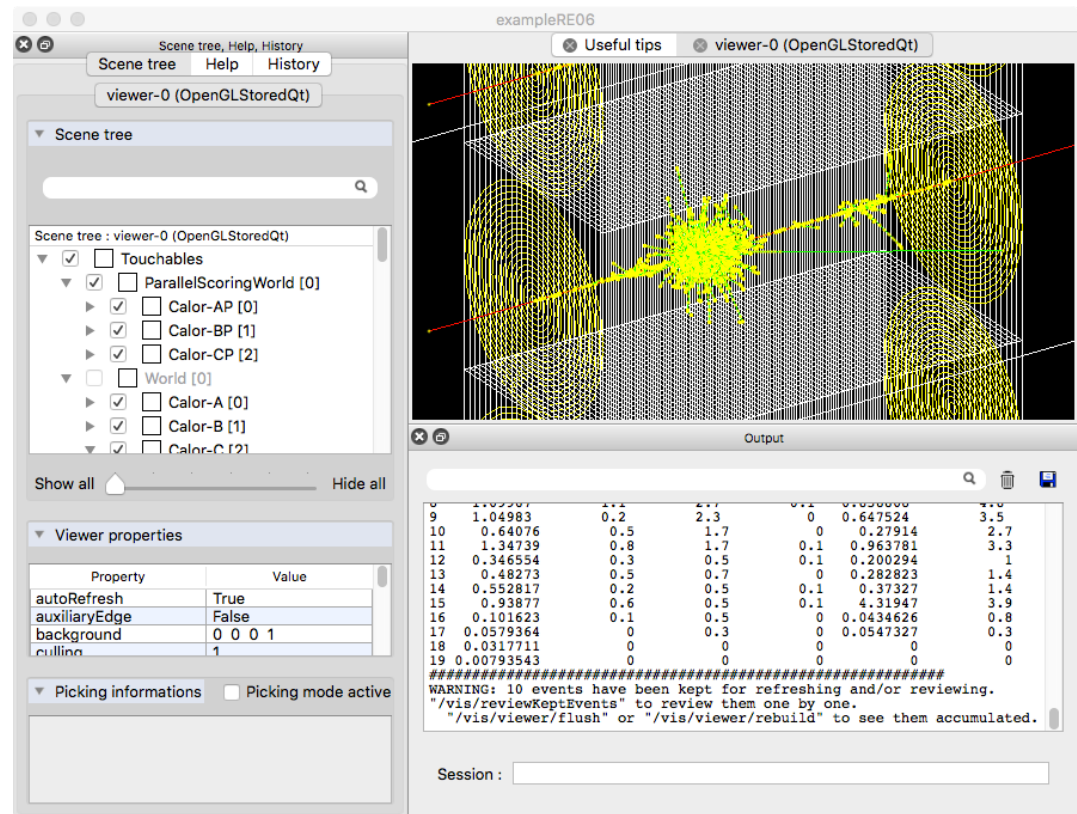 exampleRE06
Scene tree, Help, History
Scene tree Help History
viewer-0 (OpenGLStoredQt)
Scene tree
Scene tree : viewer-0 (OpenGLStoredQt)
Touchables
ParallelScoringWorld [0]
Calor-AP [0]
Calor-BP [1]
Calor-CP [2]
World [0]
Calor-A [0]
Calor-B [1]
Calor-C [2]
Show all Hide all
Viewer properties
Property Value
autoRefresh True
auxiliaryEdge False
background 0 0 0 1
culling 1
Picking informations Picking mode active
Useful tips viewer-0 (OpenGLStoredQt)
Output
9 1.04983 0.2 2.3 0 0.647524 3.5
10 0.64076 0.5 1.7 0 0.27914 2.7
11 1.34739 0.8 1.7 0.1 0.963781 3.3
12 0.346554 0.3 0.5 0.1 0.200294 1
13 0.48273 0.5 0.7 0 0.282823 1.4
14 0.552817 0.2 0.5 0.1 0.37327 1.4
15 0.93877 0.6 0.5 0.1 4.31947 3.9
16 0.101623 0.1 0.5 0 0.0434626 0.8
17 0.0579364 0 0.3 0 0.0547327 0.3
18 0.0317711 0 0 0 0 0
19 0.00793543 0 0 0 0 0
#############################################################
WARNING: 10 events have been kept for refreshing and/or reviewing.
"/vis/reviewKeptEvents" to review them one by one.
"/vis/viewer/flush" or "/vis/viewer/rebuild" to see them accumulated.
Session :